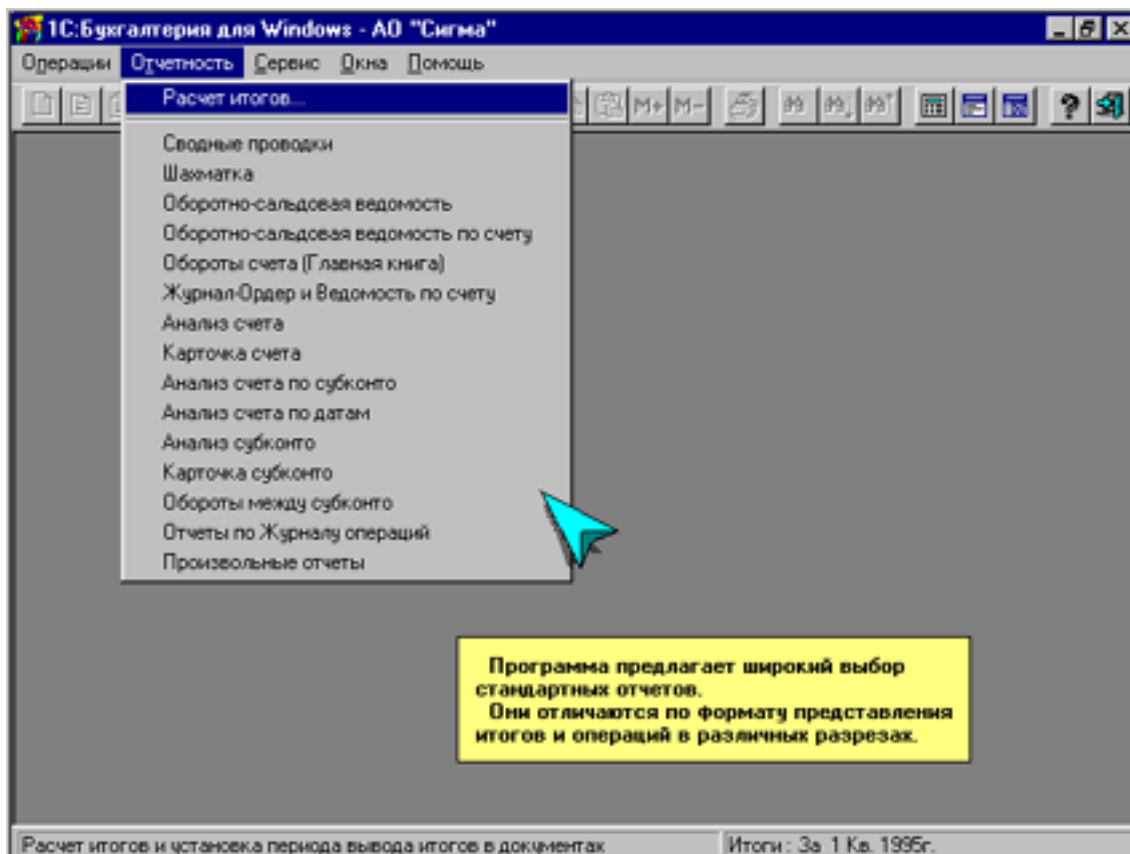 1С:Бухгалтерия для Windows - АО "Сигма"
Операции Отчетность Сервис Окна Помощь
Расчет итогов...
M+ M- ?
Сводные проводки
Шахматка
Оборотно-сальдовая ведомость
Оборотно-сальдовая ведомость по счету
Обороты счета (Главная книга)
Журнал-Ордер и Ведомость по счету
Анализ счета
Карточка счета
Анализ счета по субконто
Анализ счета по датам
Анализ субконто
Карточка субконто
Обороты между субконто
Отчеты по Журналу операций
Произвольные отчеты
Программа предлагает широкий выбор
стандартных отчетов.
Они отличаются по формату представления
итогов и операций в различных разрезах.
Расчет итогов и установка периода вывода итогов в документах Итоги : За 1 Кв. 1995г.